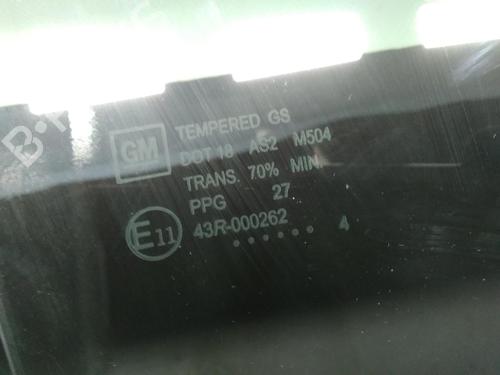 GM
TEMPERED GS
DOT 18 AS2 M504
TRANS. 70% MIN.
PPG 27
E11 43R-000262
...... 4